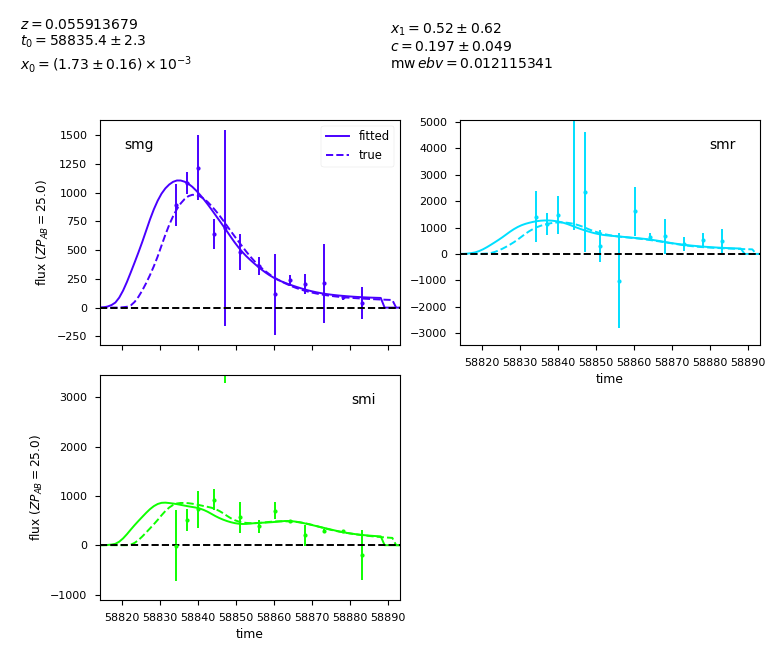 z = 0.055913679
t₀ = 58835.4 ± 2.3
x₀ = (1.73 ± 0.16) × 10⁻³
x₁ = 0.52 ± 0.62
c = 0.197 ± 0.049
mw ebv = 0.012115341
smg
fitted
true
1500
1250
1000
750
500
250
0
−250
flux (ZP_AB = 25.0)
smr
5000
4000
3000
2000
1000
0
−1000
−2000
−3000
58820 58830 58840 58850 58860 58870 58880 58890
time
smi
3000
2000
1000
0
−1000
flux (ZP_AB = 25.0)
58820 58830 58840 58850 58860 58870 58880 58890
time